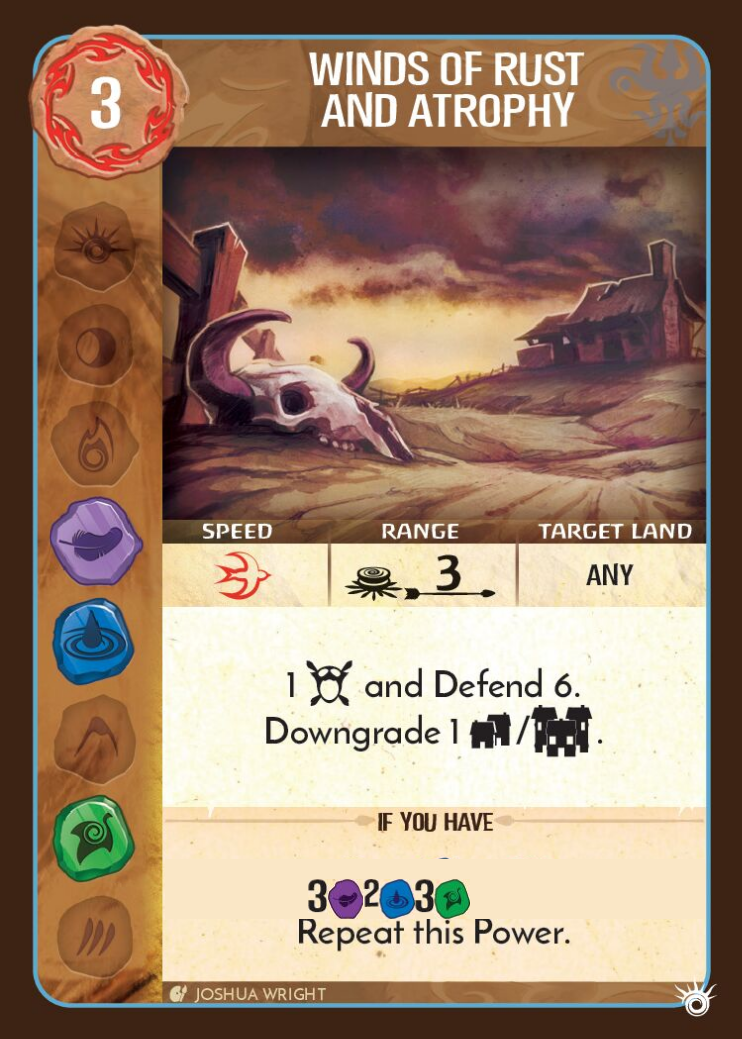 3
WINDS OF RUST
AND ATROPHY
SPEED RANGE TARGET LAND
3 ANY
1 and Defend 6.
Downgrade 1 / .
IF YOU HAVE
3 2 3
Repeat this Power.
JOSHUA WRIGHT